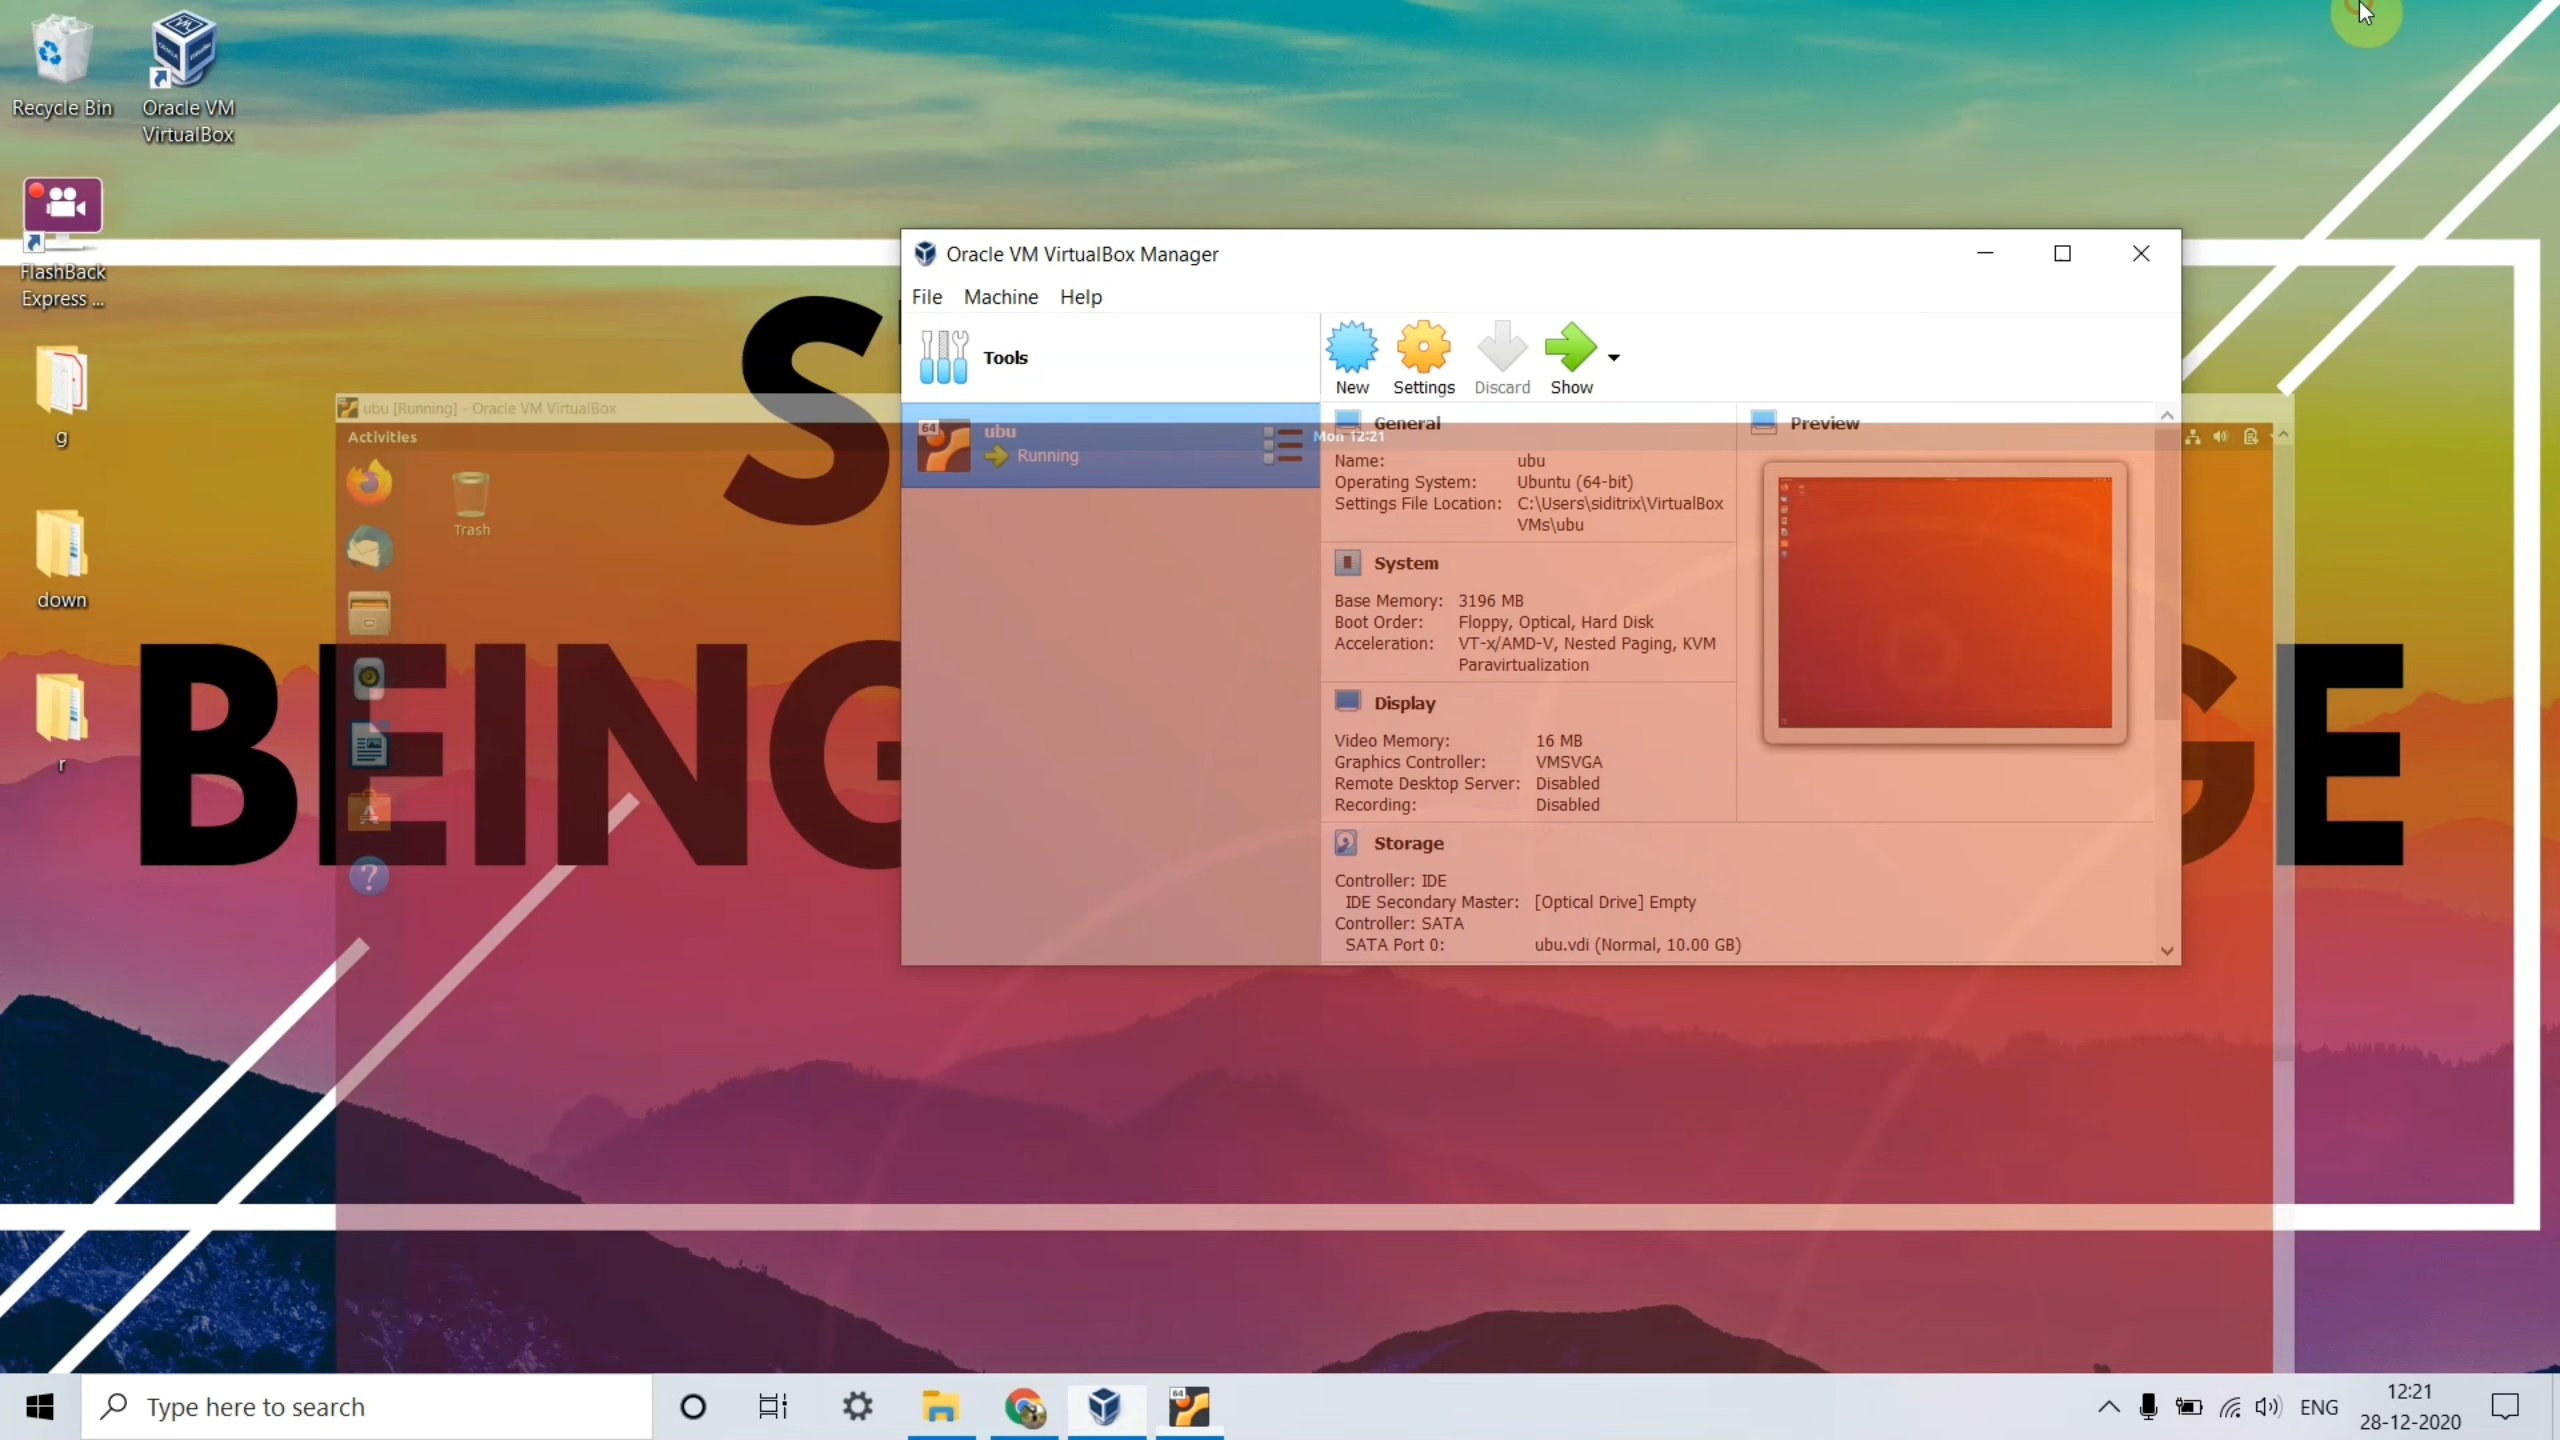 Recycle Bin
Oracle VM
VirtualBox
FlashBack
Express ...
g
down
r
S
BEING
GE
Oracle VM VirtualBox Manager
File Machine Help
Tools
New Settings Discard Show
ubu [Running] - Oracle VM VirtualBox
Activities
Mon 12:21
Trash
64
ubu
Running
General
Name: ubu
Operating System: Ubuntu (64-bit)
Settings File Location: C:\Users\siditrix\VirtualBox
VMs\ubu
System
Base Memory: 3196 MB
Boot Order: Floppy, Optical, Hard Disk
Acceleration: VT-x/AMD-V, Nested Paging, KVM
Paravirtualization
Display
Video Memory: 16 MB
Graphics Controller: VMSVGA
Remote Desktop Server: Disabled
Recording: Disabled
Storage
Controller: IDE
IDE Secondary Master: [Optical Drive] Empty
Controller: SATA
SATA Port 0: ubu.vdi (Normal, 10.00 GB)
Preview
Type here to search
64
ENG
12:21
28-12-2020